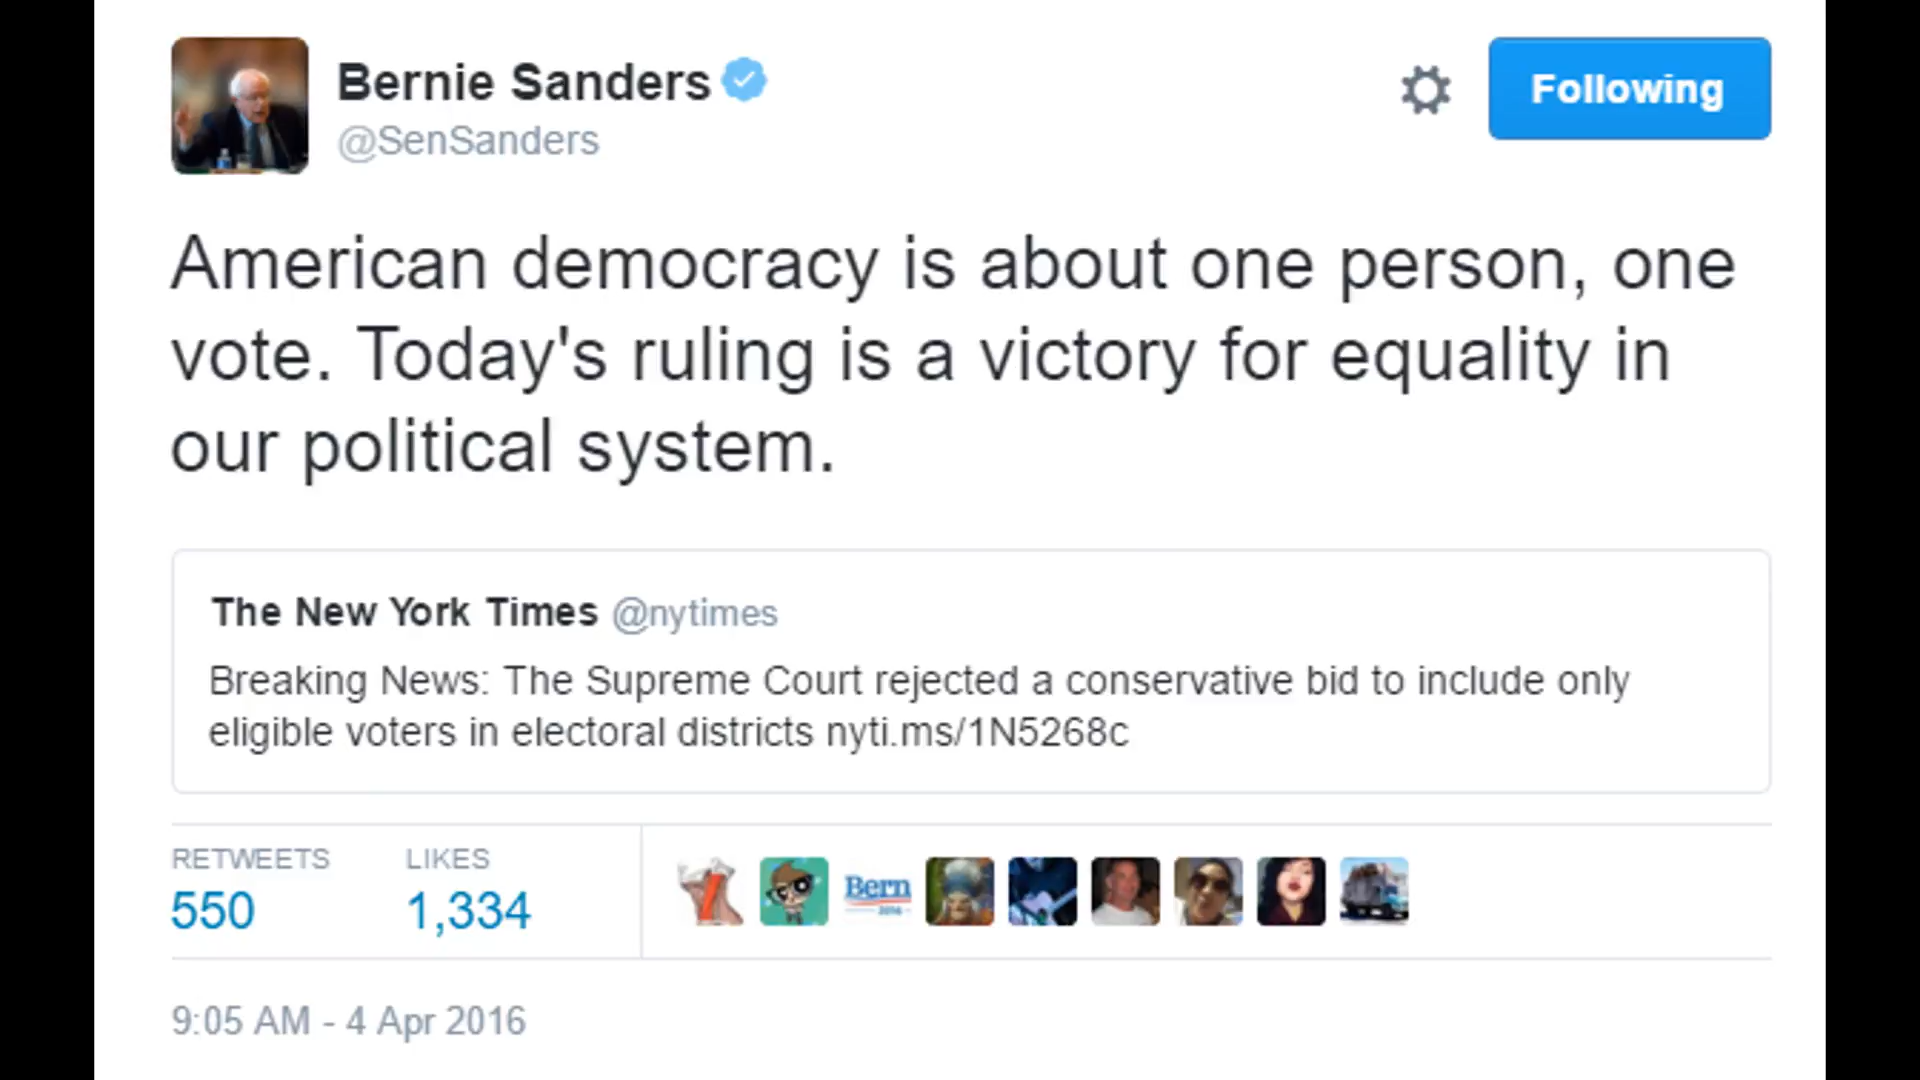 Bernie Sanders
@SenSanders
Following
American democracy is about one person, one
vote. Today's ruling is a victory for equality in
our political system.
The New York Times @nytimes
Breaking News: The Supreme Court rejected a conservative bid to include only
eligible voters in electoral districts nyti.ms/1N5268c
RETWEETS LIKES
550 1,334
Bern
2016
9:05 AM - 4 Apr 2016